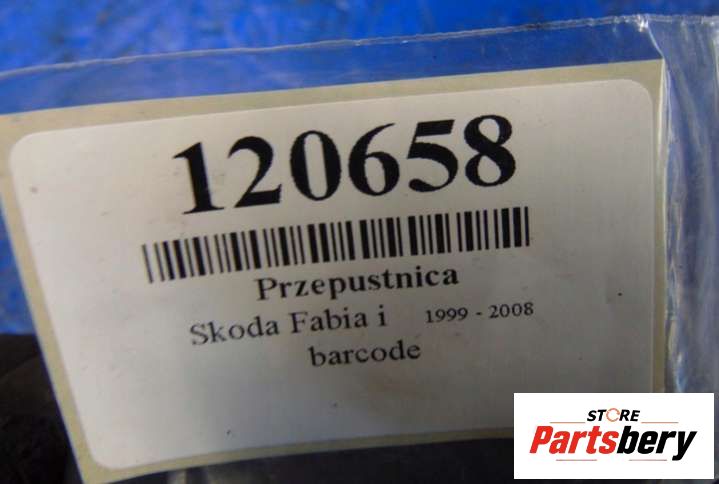 120658
Przepustnica
Skoda Fabia i 1999 - 2008
barcode
STORE
Partsbery